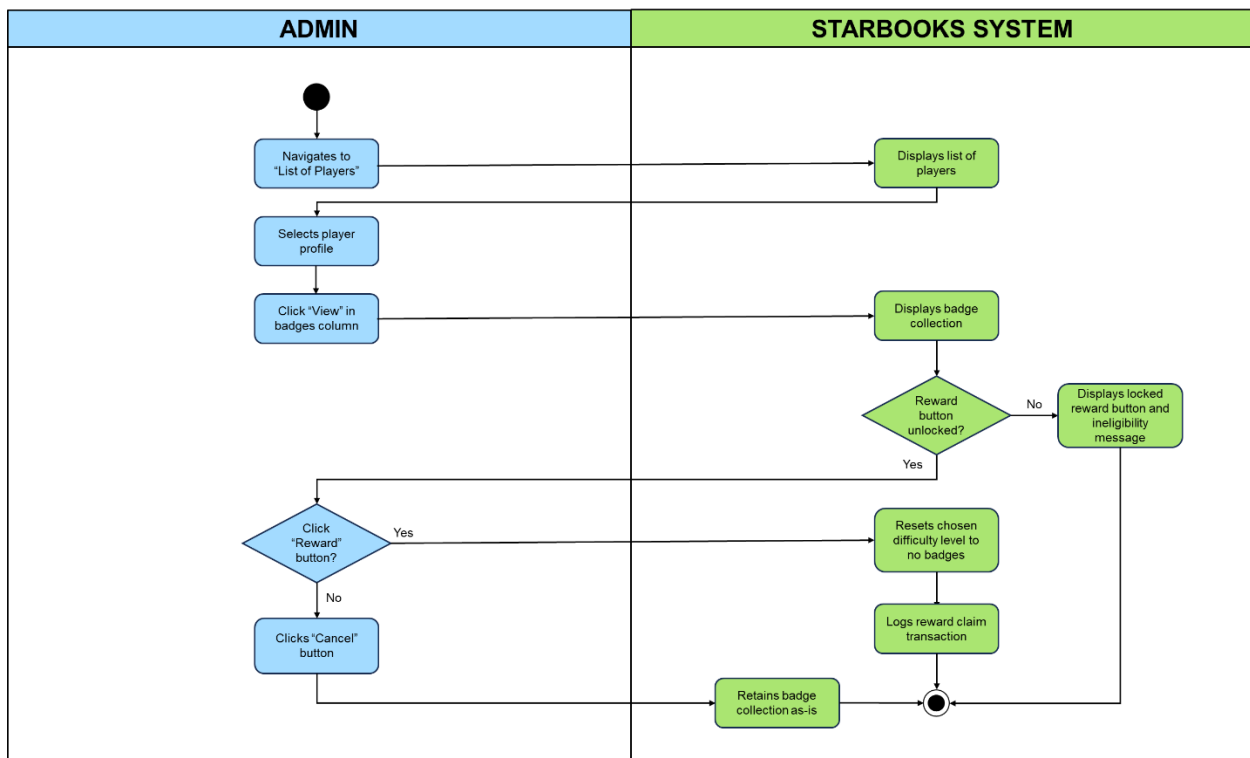 ADMIN
STARBOOKS SYSTEM
Navigates to
“List of Players”
Displays list of
players
Selects player
profile
Click “View” in
badges column
Displays badge
collection
Reward
button
unlocked?
No
Displays locked
reward button and
ineligibility
message
Yes
Click
“Reward”
button?
Yes
Resets chosen
difficulty level to
no badges
No
Clicks “Cancel”
button
Logs reward claim
transaction
Retains badge
collection as-is